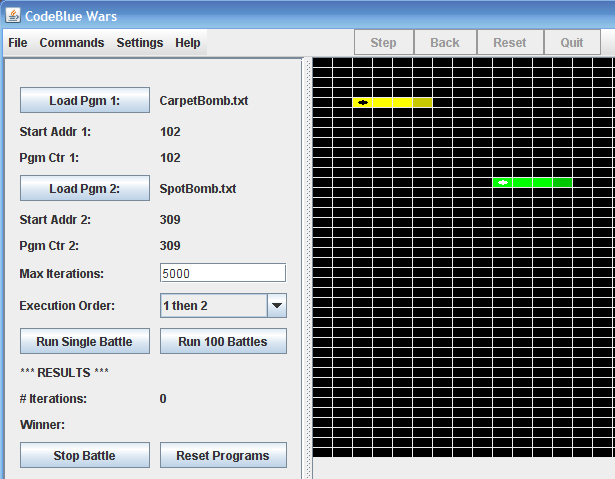 CodeBlue Wars
File Commands Settings Help Step Back Reset Quit
Load Pgm 1: CarpetBomb.txt
Start Addr 1: 102
Pgm Ctr 1: 102
Load Pgm 2: SpotBomb.txt
Start Addr 2: 309
Pgm Ctr 2: 309
Max Iterations: 5000
Execution Order: 1 then 2
Run Single Battle Run 100 Battles
*** RESULTS ***
# Iterations: 0
Winner:
Stop Battle Reset Programs